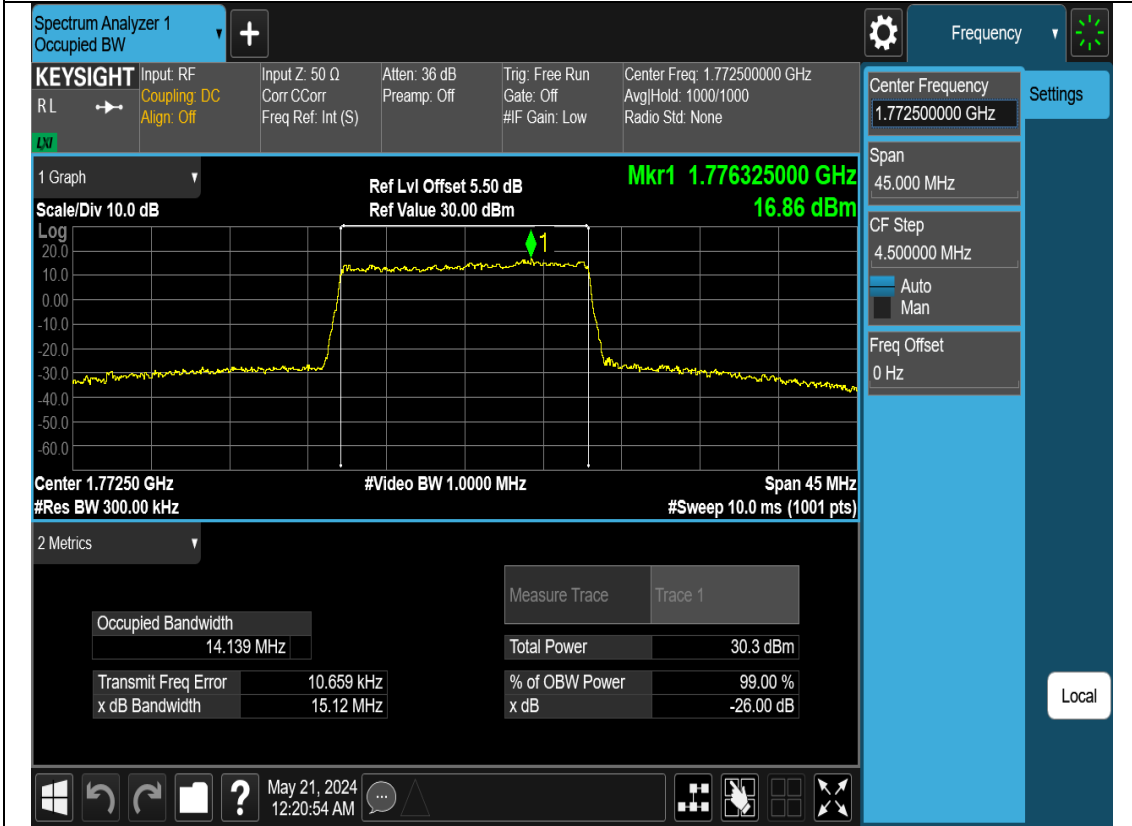 Spectrum Analyzer 1
Occupied BW
Frequency
KEYSIGHT
R L
LXI
Input: RF
Coupling: DC
Align: Off
Input Z: 50 Ω
Corr CCorr
Freq Ref: Int (S)
Atten: 36 dB
Preamp: Off
Trig: Free Run
Gate: Off
#IF Gain: Low
Center Freq: 1.772500000 GHz
Avg|Hold: 1000/1000
Radio Std: None
Center Frequency
1.772500000 GHz
Settings
Span
45.000 MHz
CF Step
4.500000 MHz
Auto
Man
Freq Offset
0 Hz
Local
1 Graph
Scale/Div 10.0 dB
Ref Lvl Offset 5.50 dB
Ref Value 30.00 dBm
Mkr1 1.776325000 GHz
16.86 dBm
Log
1
20.0
10.0
0.00
-10.0
-20.0
-30.0
-40.0
-50.0
-60.0
Center 1.77250 GHz
#Video BW 1.0000 MHz
Span 45 MHz
#Res BW 300.00 kHz
#Sweep 10.0 ms (1001 pts)
2 Metrics
Measure Trace Trace 1
Occupied Bandwidth
14.139 MHz
Total Power 30.3 dBm
Transmit Freq Error 10.659 kHz
% of OBW Power 99.00 %
x dB Bandwidth 15.12 MHz
x dB -26.00 dB
?
May 21, 2024
12:20:54 AM